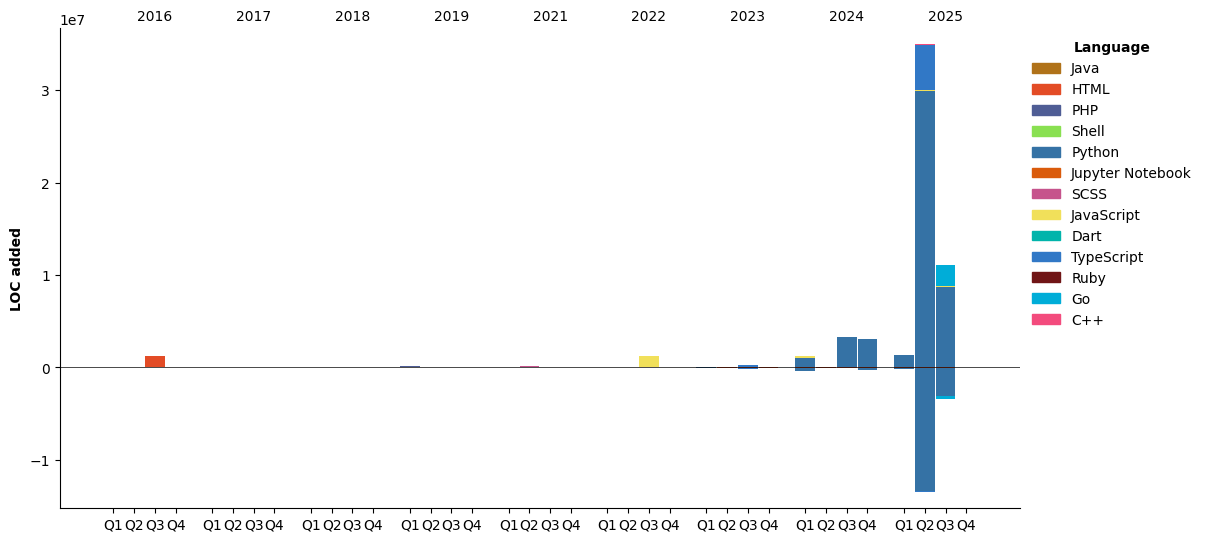 2016 2017 2018 2019 2021 2022 2023 2024 2025
1e7
3
2
1
0
−1
LOC added
Q1 Q2 Q3 Q4 Q1 Q2 Q3 Q4 Q1 Q2 Q3 Q4 Q1 Q2 Q3 Q4 Q1 Q2 Q3 Q4 Q1 Q2 Q3 Q4 Q1 Q2 Q3 Q4 Q1 Q2 Q3 Q4 Q1 Q2 Q3 Q4
Language
Java
HTML
PHP
Shell
Python
Jupyter Notebook
SCSS
JavaScript
Dart
TypeScript
Ruby
Go
C++